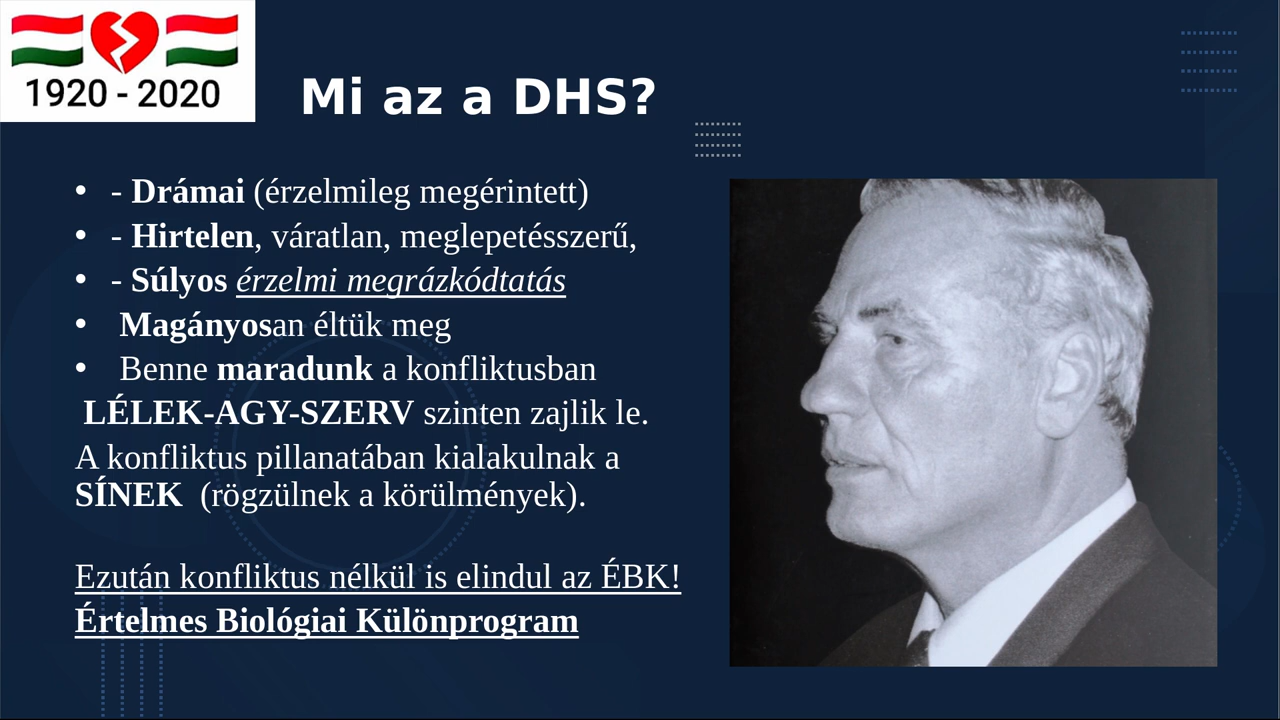 1920 - 2020
Mi az a DHS?
• - Drámai (érzelmileg megérintett)
• - Hirtelen, váratlan, meglepetésszerű,
• - Súlyos érzelmi megrázkódtatás
• Magányosan éltük meg
• Benne maradunk a konfliktusban
LÉLEK-AGY-SZERV szinten zajlik le.
A konfliktus pillanatában kialakulnak a
SÍNEK (rögzülnek a körülmények).
Ezután konfliktus nélkül is elindul az ÉBK!
Értelmes Biológiai Különprogram